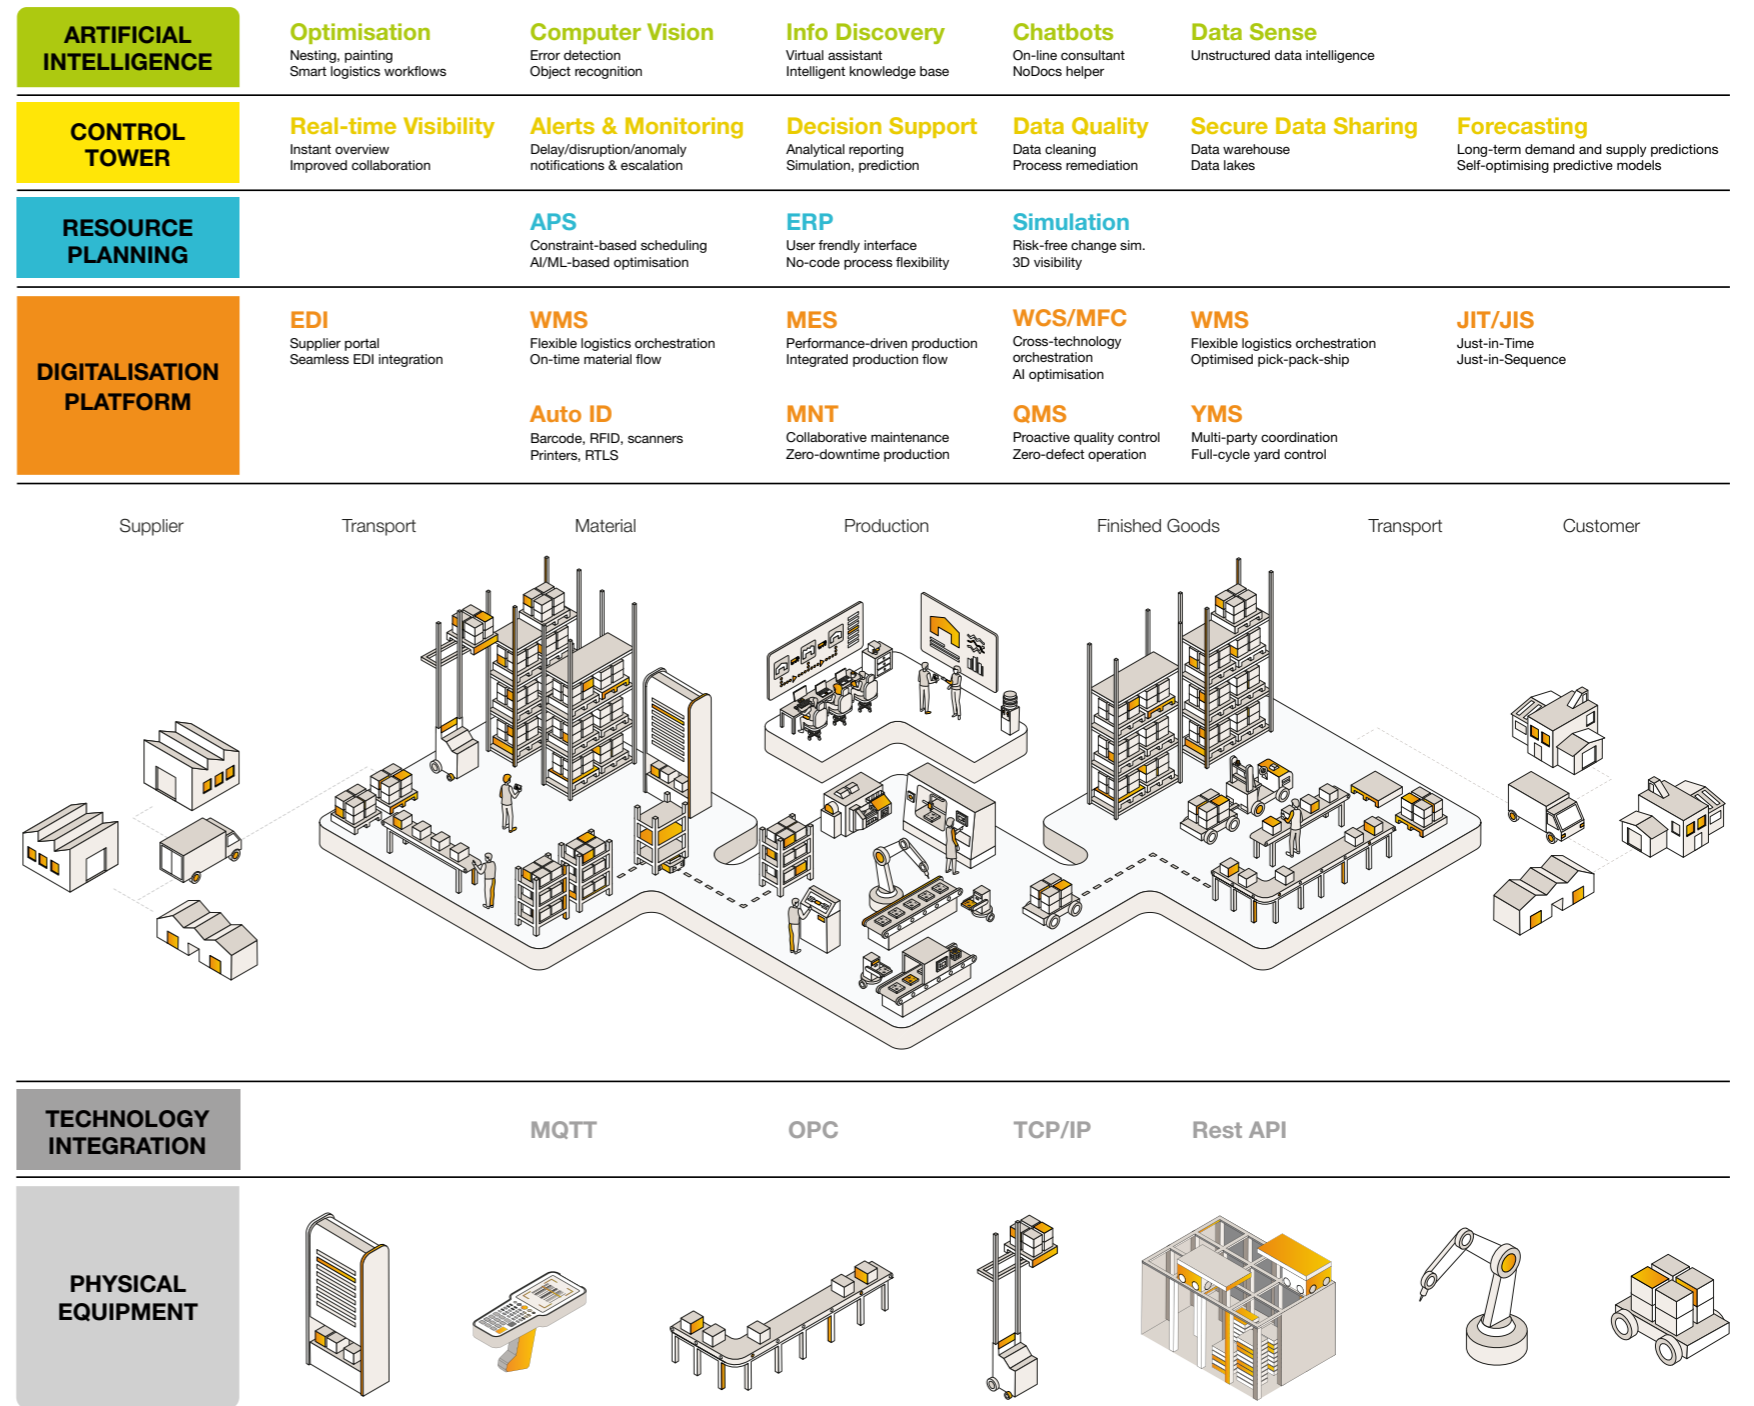 ARTIFICIAL
INTELLIGENCE
Optimisation
Nesting, painting
Smart logistics workflows
Computer Vision
Error detection
Object recognition
Info Discovery
Virtual assistant
Intelligent knowledge base
Chatbots
On-line consultant
NoDocs helper
Data Sense
Unstructured data intelligence
CONTROL
TOWER
Real-time Visibility
Instant overview
Improved collaboration
Alerts & Monitoring
Delay/disruption/anomaly
notifications & escalation
Decision Support
Analytical reporting
Simulation, prediction
Data Quality
Data cleaning
Process remediation
Secure Data Sharing
Data warehouse
Data lakes
Forecasting
Long-term demand and supply predictions
Self-optimising predictive models
RESOURCE
PLANNING
APS
Constraint-based scheduling
AI/ML-based optimisation
ERP
User frendly interface
No-code process flexibility
Simulation
Risk-free change sim.
3D visibility
DIGITALISATION
PLATFORM
EDI
Supplier portal
Seamless EDI integration
WMS
Flexible logistics orchestration
On-time material flow
MES
Performance-driven production
Integrated production flow
WCS/MFC
Cross-technology
orchestration
AI optimisation
WMS
Flexible logistics orchestration
Optimised pick-pack-ship
JIT/JIS
Just-in-Time
Just-in-Sequence
Auto ID
Barcode, RFID, scanners
Printers, RTLS
MNT
Collaborative maintenance
Zero-downtime production
QMS
Proactive quality control
Zero-defect operation
YMS
Multi-party coordination
Full-cycle yard control
Supplier
Transport
Material
Production
Finished Goods
Transport
Customer
TECHNOLOGY
INTEGRATION
MQTT
OPC
TCP/IP
Rest API
PHYSICAL
EQUIPMENT